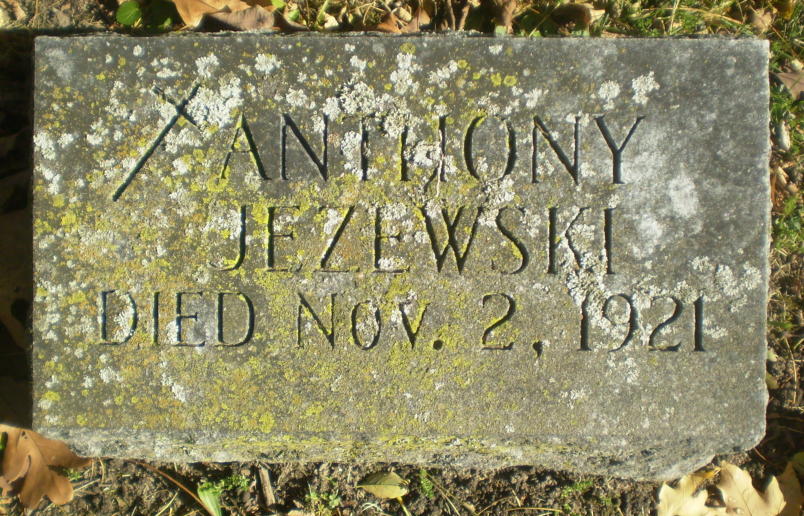 ANTHONY
JEZEWSKI
DIED NOV. 2, 1921